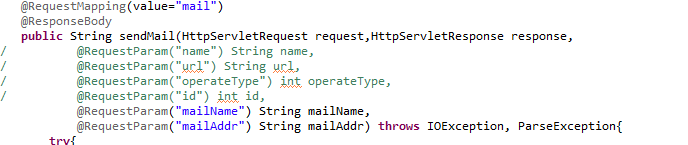 @RequestMapping(value="mail")
@ResponseBody
public String sendMail(HttpServletRequest request,HttpServletResponse response,
/ @RequestParam("name") String name,
/ @RequestParam("url") String url,
/ @RequestParam("operateType") int operateType,
/ @RequestParam("id") int id,
@RequestParam("mailName") String mailName,
@RequestParam("mailAddr") String mailAddr) throws IOException, ParseException{
try{